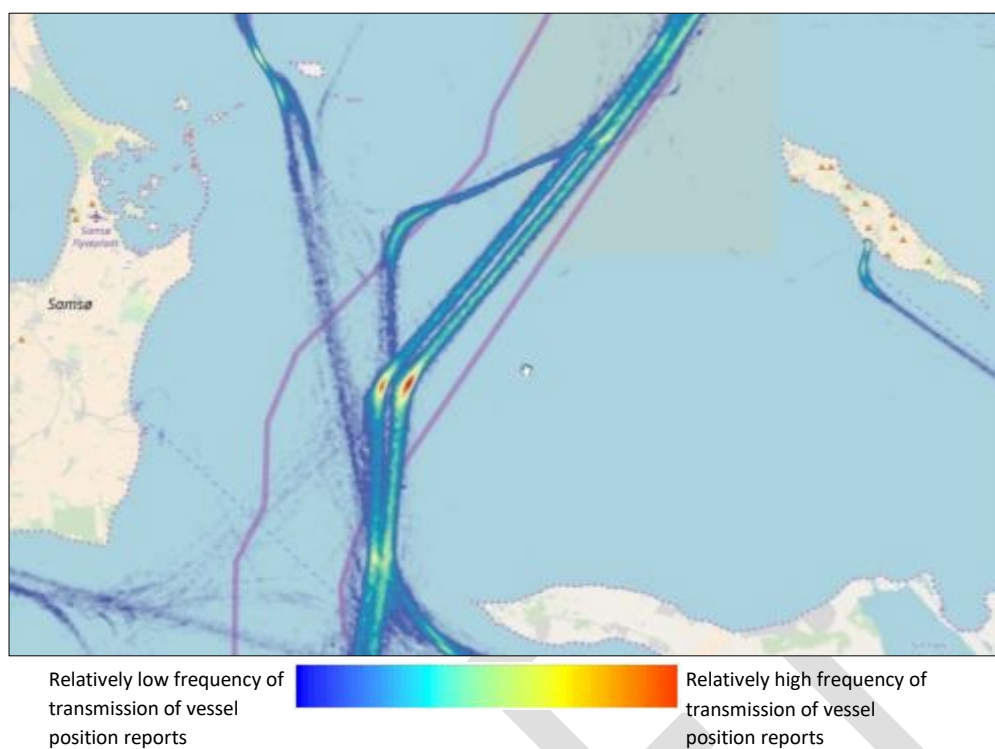 Samsø
Flyveplads
Samsø
Relatively low frequency of
transmission of vessel
position reports
Relatively high frequency of
transmission of vessel
position reports